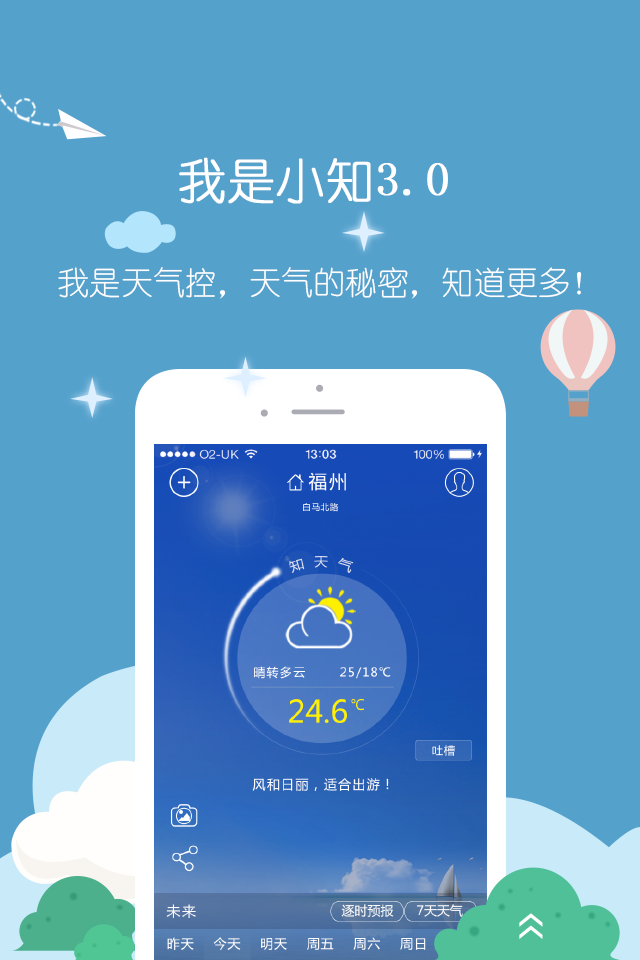 我是小知3.0
我是天气控，天气的秘密，知道更多！
O2-UK 13:03 100%
福州
白马北路
知天气
晴转多云 25/18℃
24.6℃
吐槽
风和日丽，适合出游！
未来 逐时预报 7天天气
昨天 今天 明天 周五 周六 周日